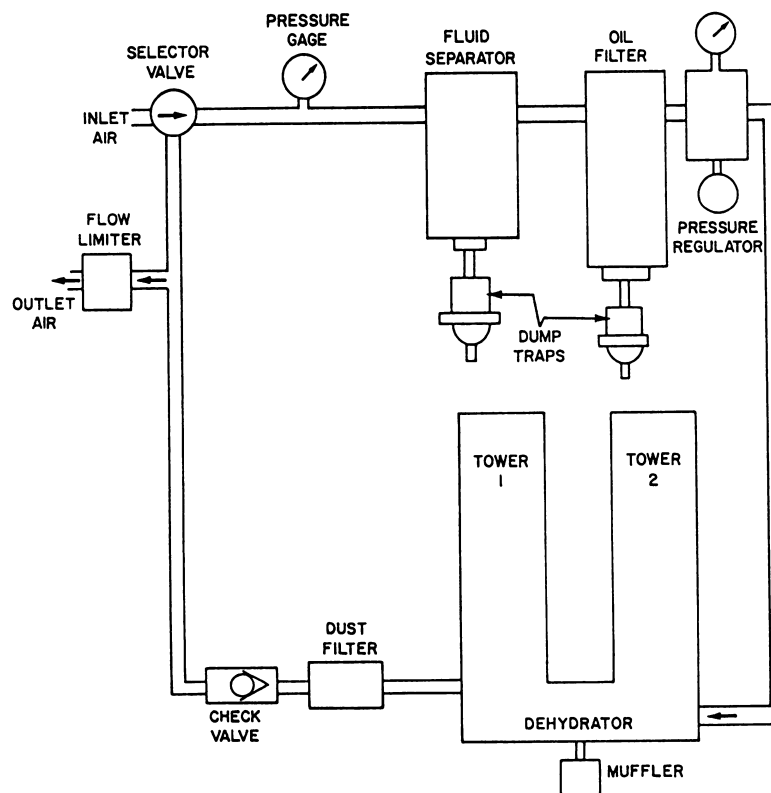 PRESSURE
GAGE
FLUID
SEPARATOR
OIL
FILTER
SELECTOR
VALVE
INLET
AIR
FLOW
LIMITER
PRESSURE
REGULATOR
OUTLET
AIR
DUMP
TRAPS
TOWER
1
TOWER
2
DUST
FILTER
CHECK
VALVE
DEHYDRATOR
MUFFLER